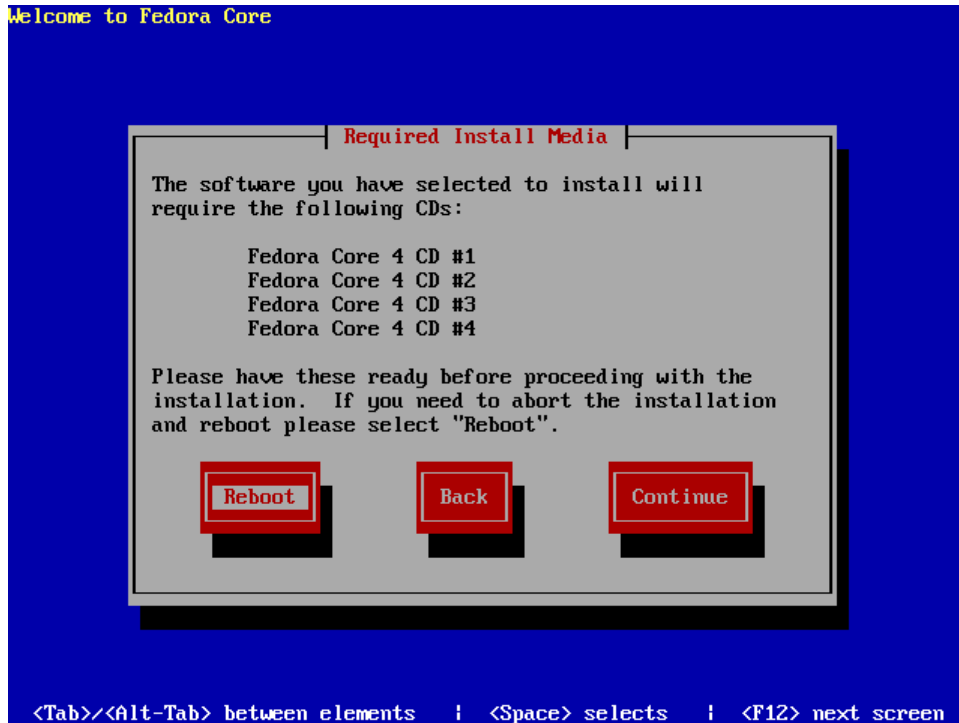 Welcome to Fedora Core
Required Install Media
The software you have selected to install will
require the following CDs:
Fedora Core 4 CD #1
Fedora Core 4 CD #2
Fedora Core 4 CD #3
Fedora Core 4 CD #4
Please have these ready before proceeding with the
installation.  If you need to abort the installation
and reboot please select "Reboot".
Reboot Back Continue
<Tab>/<Alt-Tab> between elements | <Space> selects | <F12> next screen